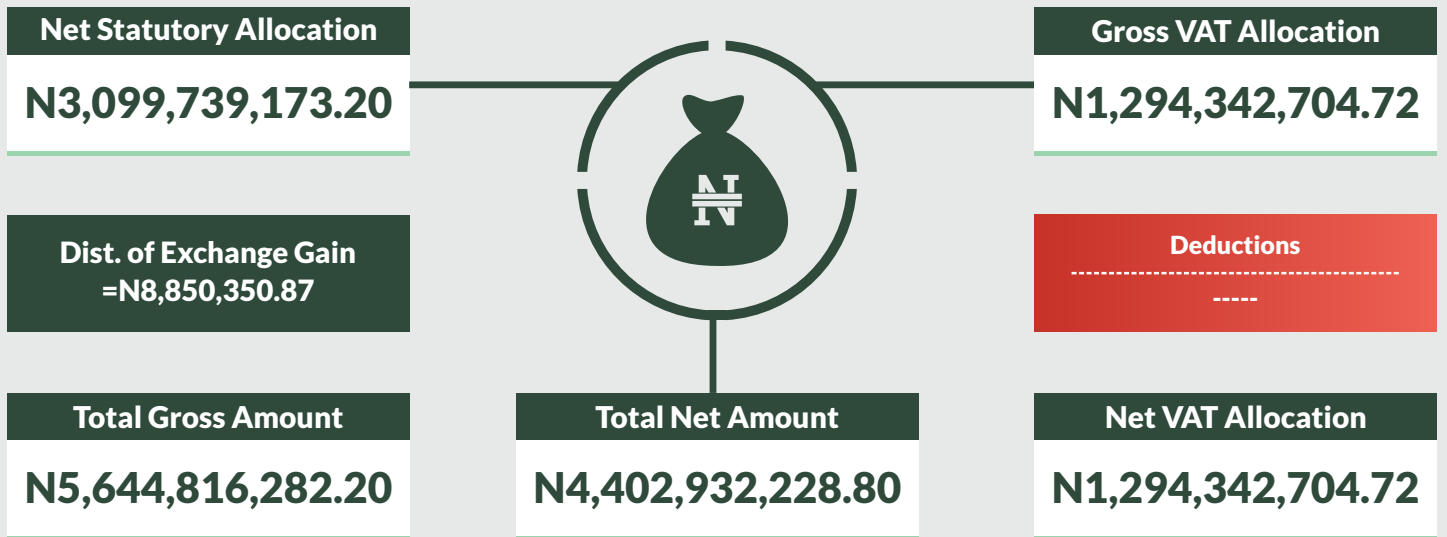 Net Statutory Allocation
N3,099,739,173.20
Gross VAT Allocation
N1,294,342,704.72
₦
Dist. of Exchange Gain
=N8,850,350.87
Deductions
--------------------------------------------
-----
Total Gross Amount
N5,644,816,282.20
Total Net Amount
N4,402,932,228.80
Net VAT Allocation
N1,294,342,704.72